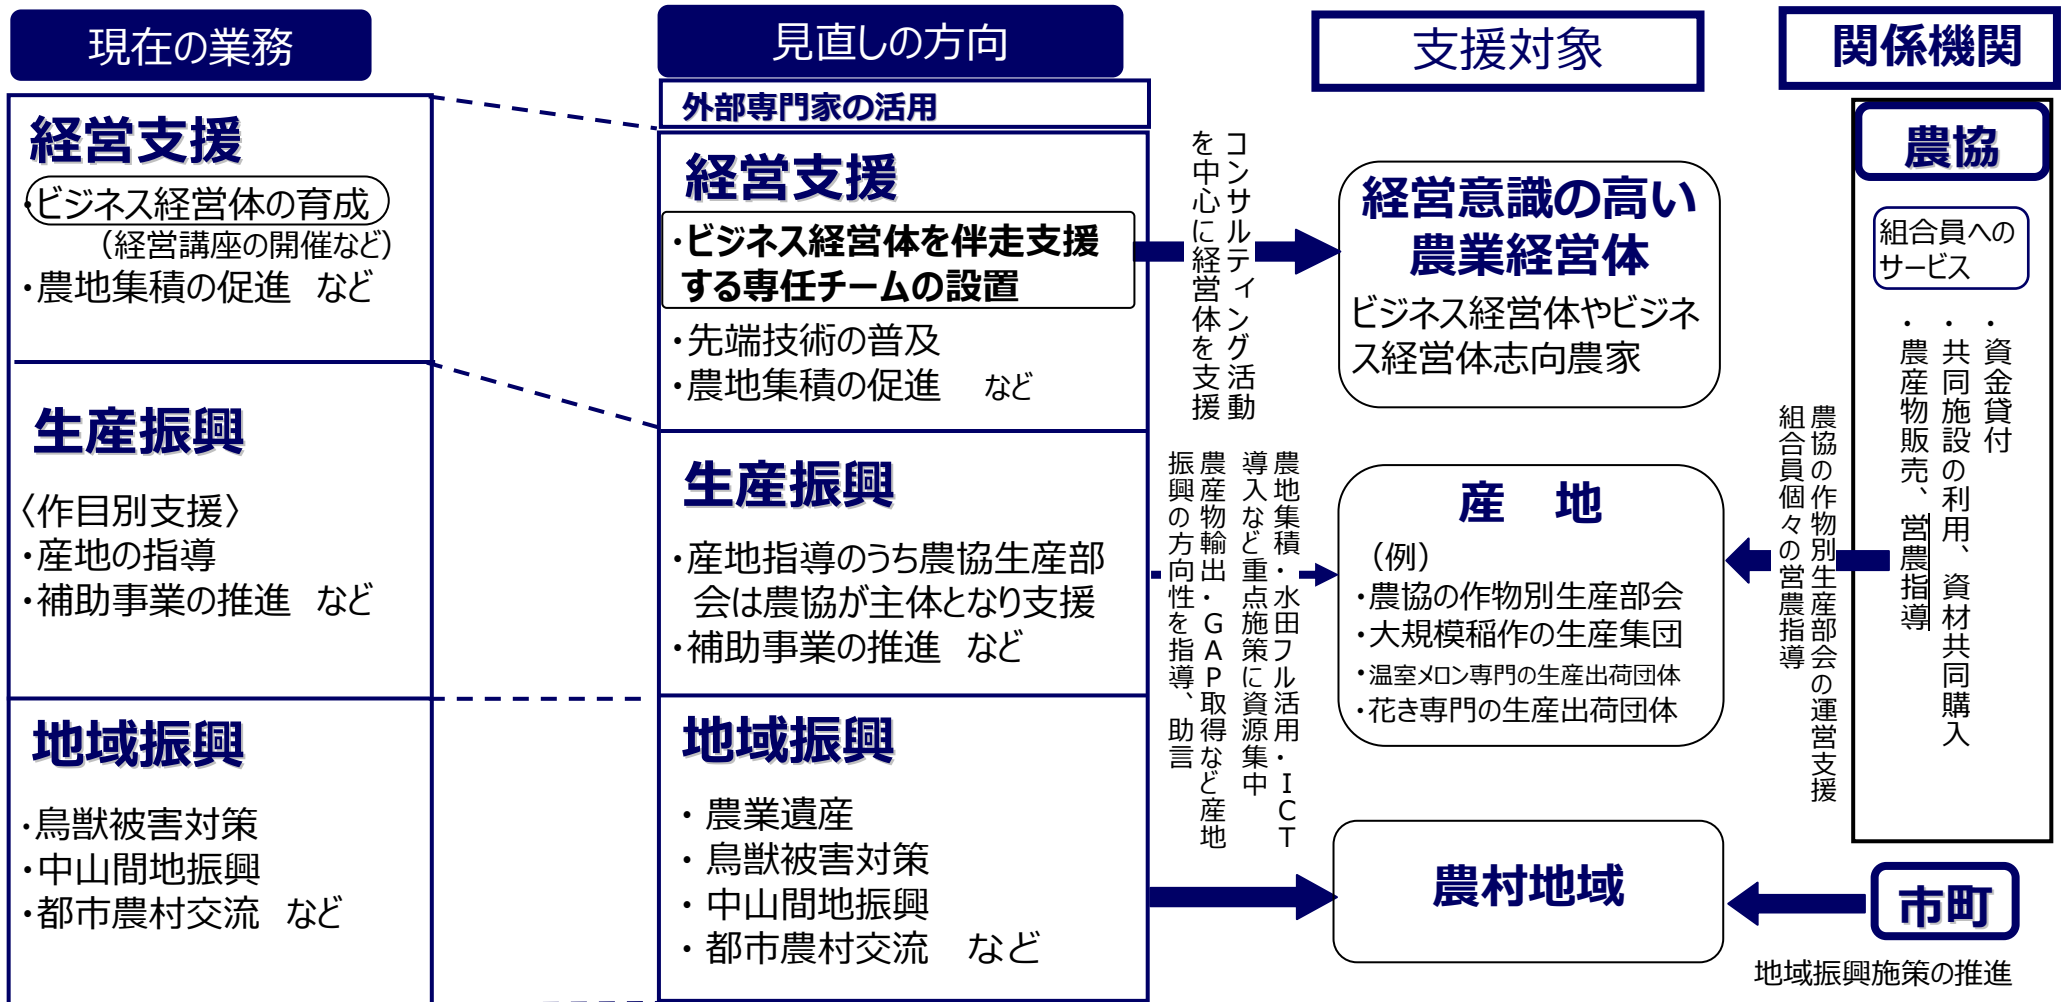 現在の業務
経営支援
・ビジネス経営体の育成
（経営講座の開催など）
・農地集積の促進　など
生産振興
〈作目別支援〉
・産地の指導
・補助事業の推進　など
地域振興
・鳥獣被害対策
・中山間地振興
・都市農村交流　など
見直しの方向
外部専門家の活用
経営支援
・ビジネス経営体を伴走支援
する専任チームの設置
・先端技術の普及
・農地集積の促進　など
生産振興
・産地指導のうち農協生産部
会は農協が主体となり支援
・補助事業の推進　など
地域振興
・農業遺産
・鳥獣被害対策
・中山間地振興
・都市農村交流　など
コンサルティング活動
を中心に経営体を支援
農地集積・水田フル活用・ＩＣＴ
導入など重点施策に資源集中
農産物輸出・ＧＡＰ取得など産地
振興の方向性を指導、助言
支援対象
経営意識の高い
農業経営体
ビジネス経営体やビジネ
ス経営体志向農家
産　地
（例）
・農協の作物別生産部会
・大規模稲作の生産集団
・温室メロン専門の生産出荷団体
・花き専門の生産出荷団体
農村地域
関係機関
農協
組合員への
サービス
・資金貸付
・共同施設の利用、資材共同購入
・農産物販売、営農指導
農協の作物別生産部会の運営支援
組合員個々の営農指導
市町
地域振興施策の推進